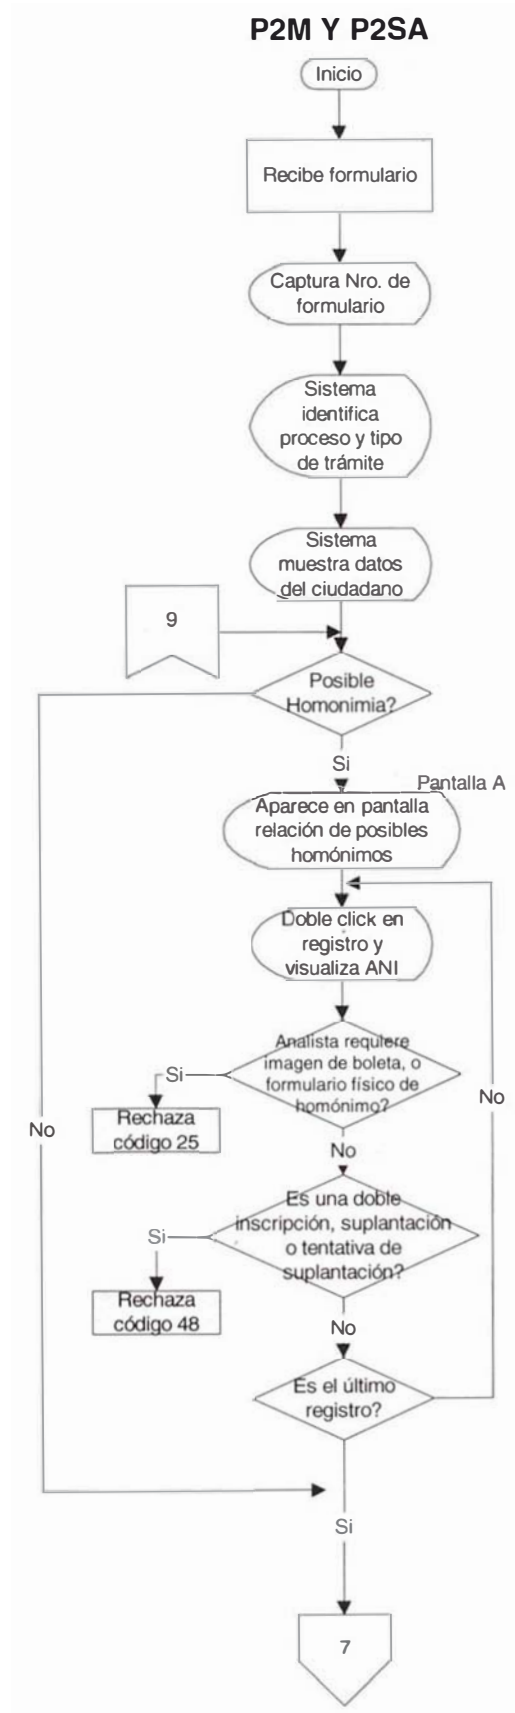 P2M Y P2SA
Inicio
Recibe formulario
Captura Nro. de
formulario
Sistema
identifica
proceso y tipo
de trámite
Sistema
muestra datos
del ciudadano
9
Posible
Homonimia?
Si
Pantalla A
Aparece en pantalla
relación de posibles
homónimos
Doble click en
registro y
visualiza ANI
Analista requiere
imagen de boleta, o
formulario físico de
homónimo?
Si
No
Rechaza
código 25
No
No
Es una doble
inscripción, suplantación
o tentativa de
suplantación?
Si
Rechaza
código 48
No
Es el último
registro?
Si
7